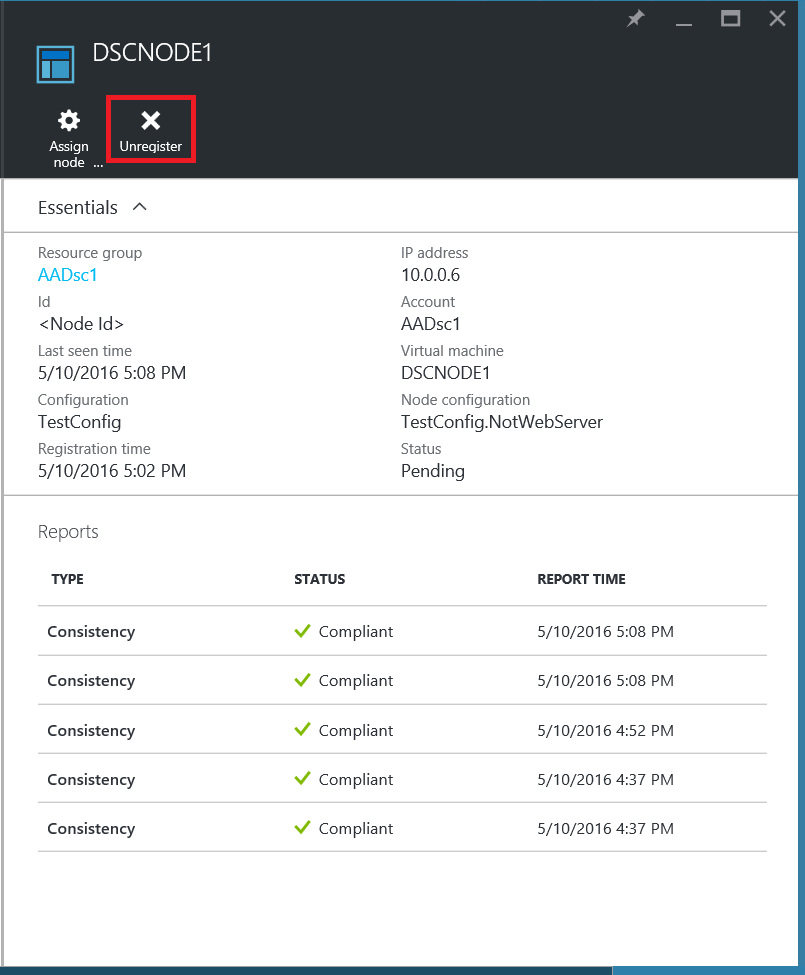 DSCNODE1
Assign
node ...
Unregister
Essentials
Resource group
AADsc1
IP address
10.0.0.6
Id
<Node Id>
Account
AADsc1
Last seen time
5/10/2016 5:08 PM
Virtual machine
DSCNODE1
Configuration
TestConfig
Node configuration
TestConfig.NotWebServer
Registration time
5/10/2016 5:02 PM
Status
Pending
Reports
TYPE STATUS REPORT TIME
Consistency Compliant 5/10/2016 5:08 PM
Consistency Compliant 5/10/2016 5:08 PM
Consistency Compliant 5/10/2016 4:52 PM
Consistency Compliant 5/10/2016 4:37 PM
Consistency Compliant 5/10/2016 4:37 PM